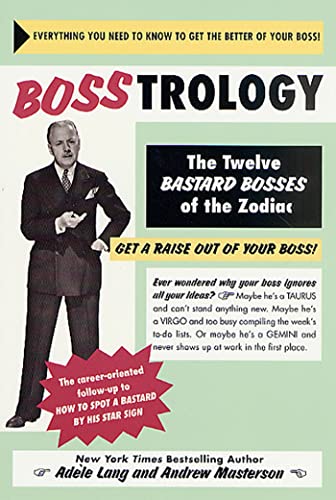 EVERYTHING YOU NEED TO KNOW TO GET THE BETTER OF YOUR BOSS!
BOSSTROLOGY
The Twelve
BASTARD BOSSES
of the Zodiac
GET A RAISE OUT OF YOUR BOSS!
Ever wondered why your boss ignores
all your ideas? ☞ Maybe he's a TAURUS
and can't stand anything new. Maybe he's
a VIRGO and too busy compiling the week's
to-do lists. Or maybe he's a GEMINI and
never shows up at work in the first place.
The career-oriented
follow-up to
HOW TO SPOT A BASTARD
BY HIS STAR SIGN
New York Times Bestselling Author
Adèle Lang and Andrew Masterson